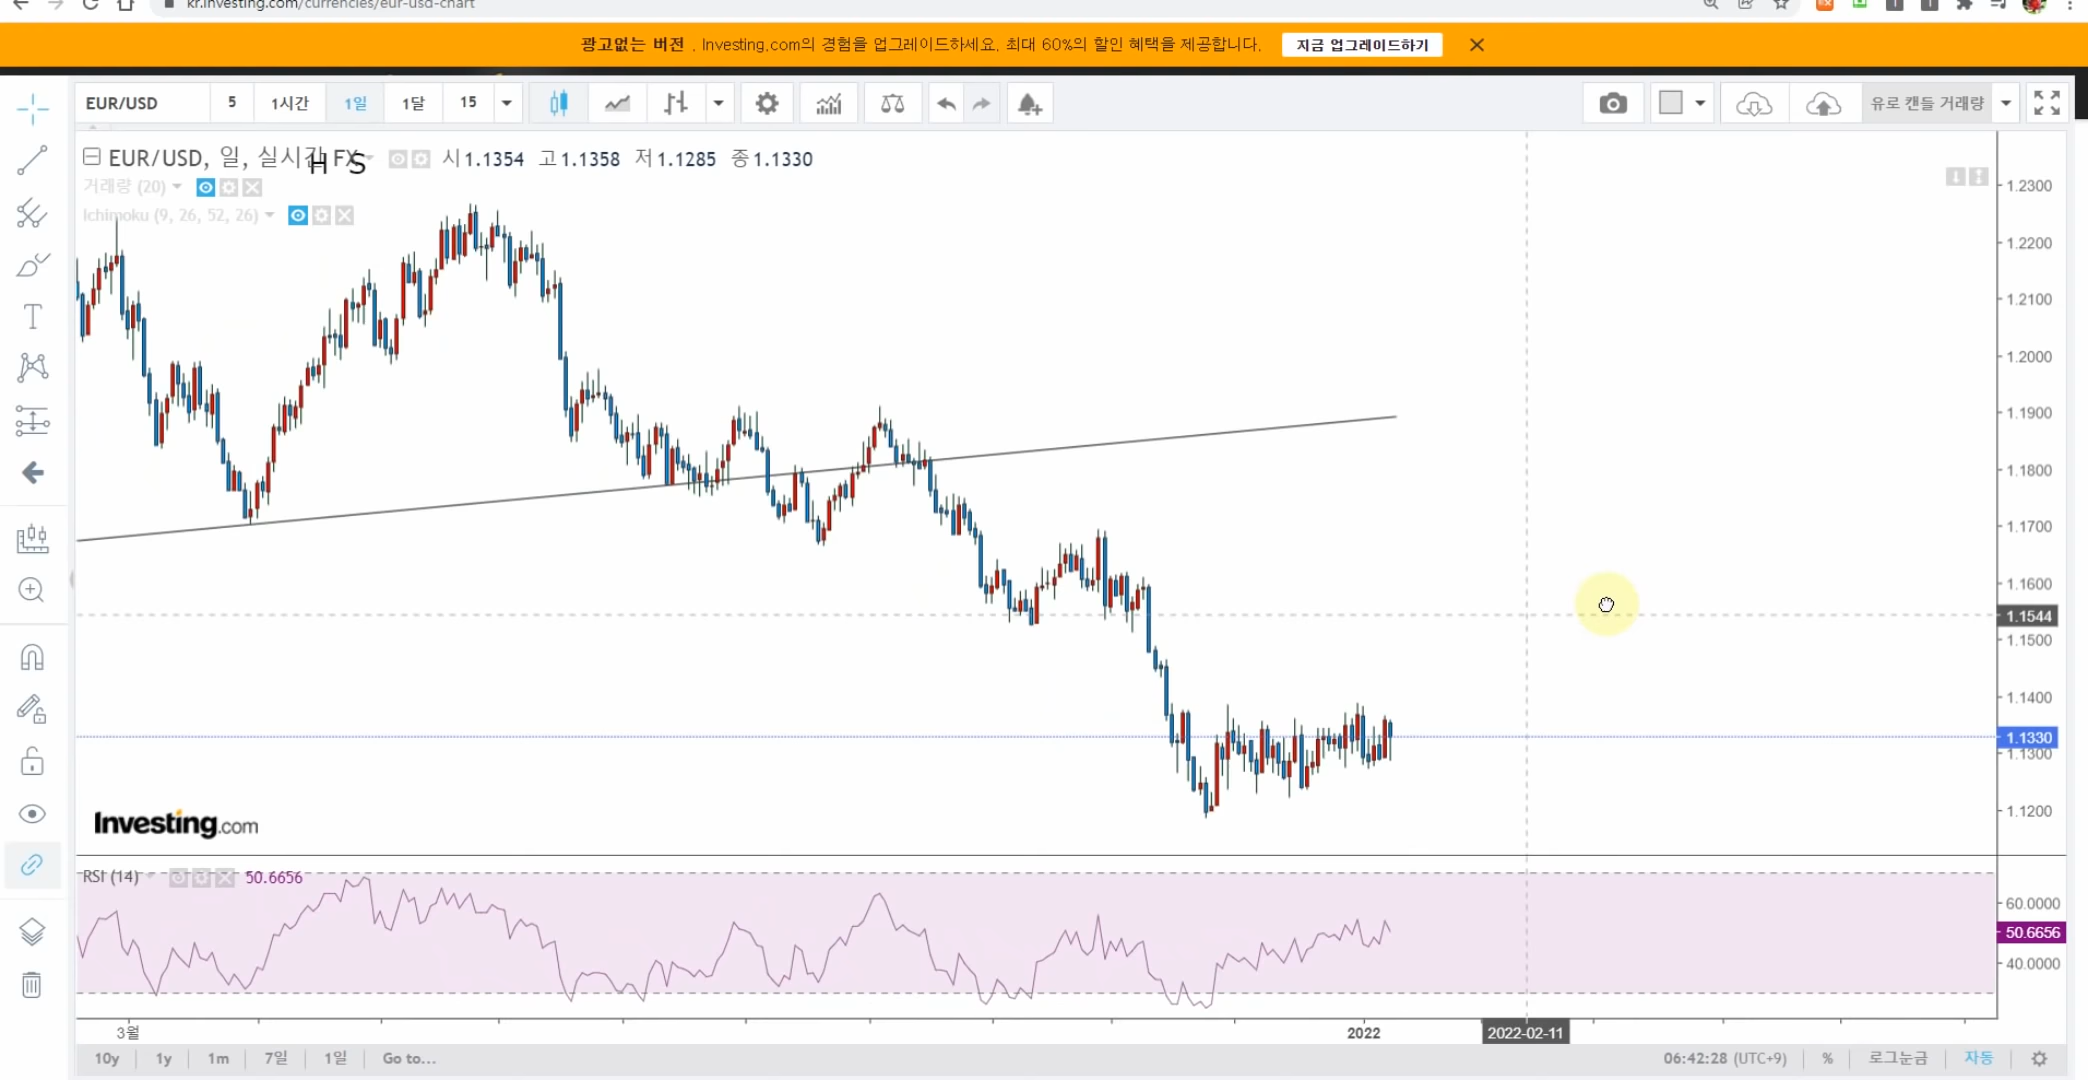 kr.investing.com/currencies/eur-usd-chart
광고없는 버전 . Investing.com의 경험을 업그레이드하세요. 최대 60%의 할인 혜택을 제공합니다. 지금 업그레이드하기
EUR/USD 5 1시간 1일 1달 15 유로 캔들 거래량
EUR/USD, 일, 실시간 FX 시1.1354 고1.1358 저1.1285 종1.1330
H S
거래량 (20)
Ichimoku (9, 26, 52, 26)
1.2300
1.2200
1.2100
1.2000
1.1900
1.1800
1.1700
1.1600
1.1544
1.1500
1.1400
1.1330
1.1300
1.1200
Investing.com
RSI (14) 50.6656
60.0000
50.6656
40.0000
3월 2022 2022-02-11
10y 1y 1m 7일 1일 Go to... 06:42:28 (UTC+9) % 로그눈금 자동